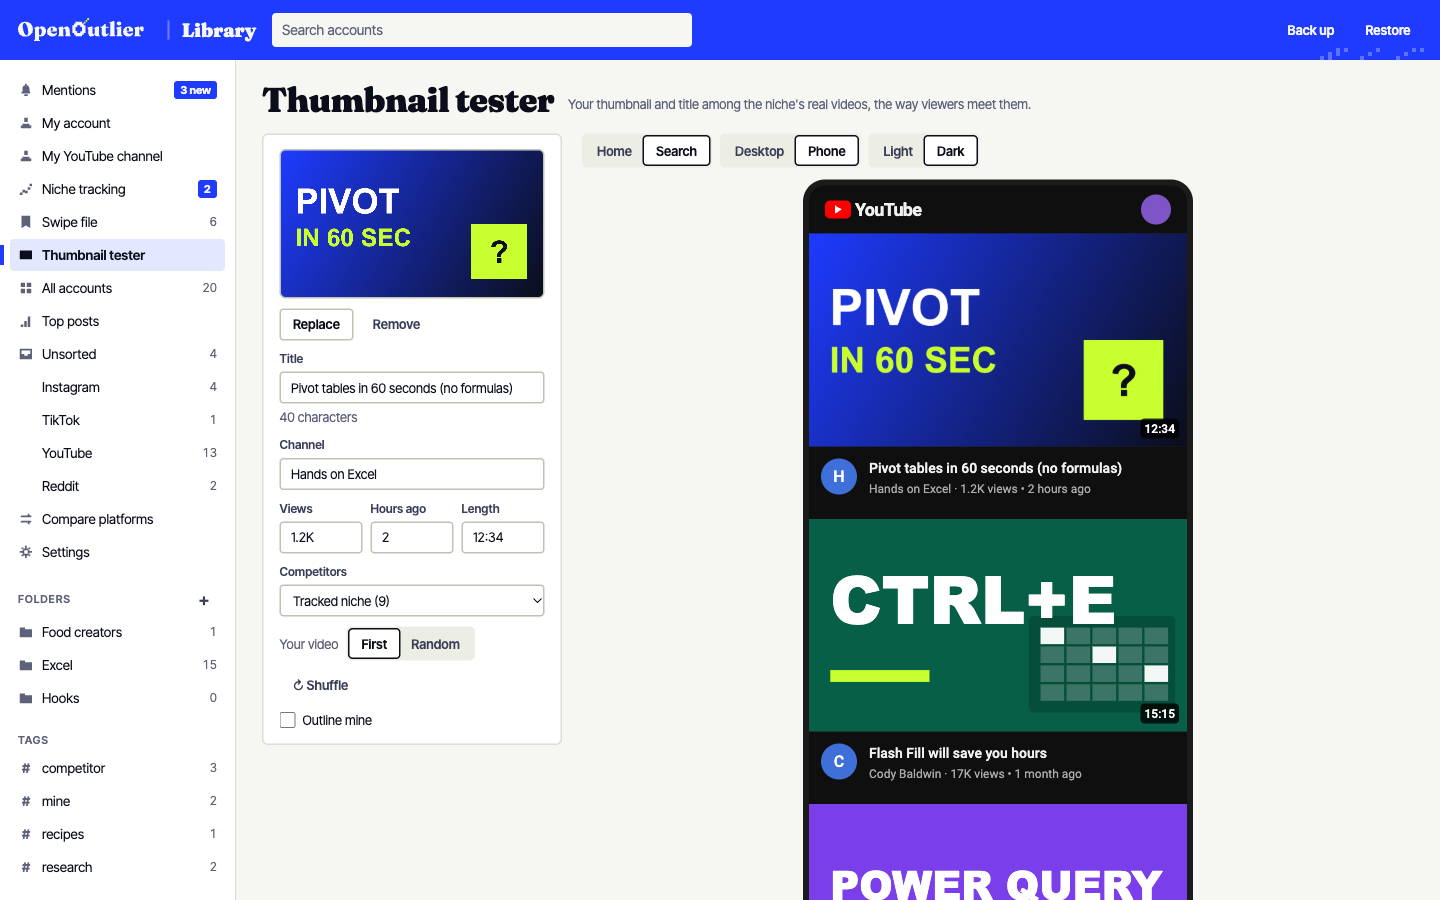 OpenOutlier
Library
Search accounts
Back up
Restore
Mentions
3 new
My account
My YouTube channel
Niche tracking
2
Swipe file
6
Thumbnail tester
All accounts
20
Top posts
Unsorted
4
Instagram
4
TikTok
1
YouTube
13
Reddit
2
Compare platforms
Settings
FOLDERS
+
Food creators
1
Excel
15
Hooks
0
TAGS
# competitor
3
# mine
2
# recipes
1
# research
2
Thumbnail tester
Your thumbnail and title among the niche's real videos, the way viewers meet them.
PIVOT
IN 60 SEC
?
Replace
Remove
Title
Pivot tables in 60 seconds (no formulas)
40 characters
Channel
Hands on Excel
Views
Hours ago
Length
1.2K
2
12:34
Competitors
Tracked niche (9)
Your video
First
Random
↻ Shuffle
Outline mine
Home
Search
Desktop
Phone
Light
Dark
YouTube
PIVOT
IN 60 SEC
?
12:34
H
Pivot tables in 60 seconds (no formulas)
Hands on Excel · 1.2K views • 2 hours ago
CTRL+E
15:15
C
Flash Fill will save you hours
Cody Baldwin · 17K views • 1 month ago
POWER QUERY